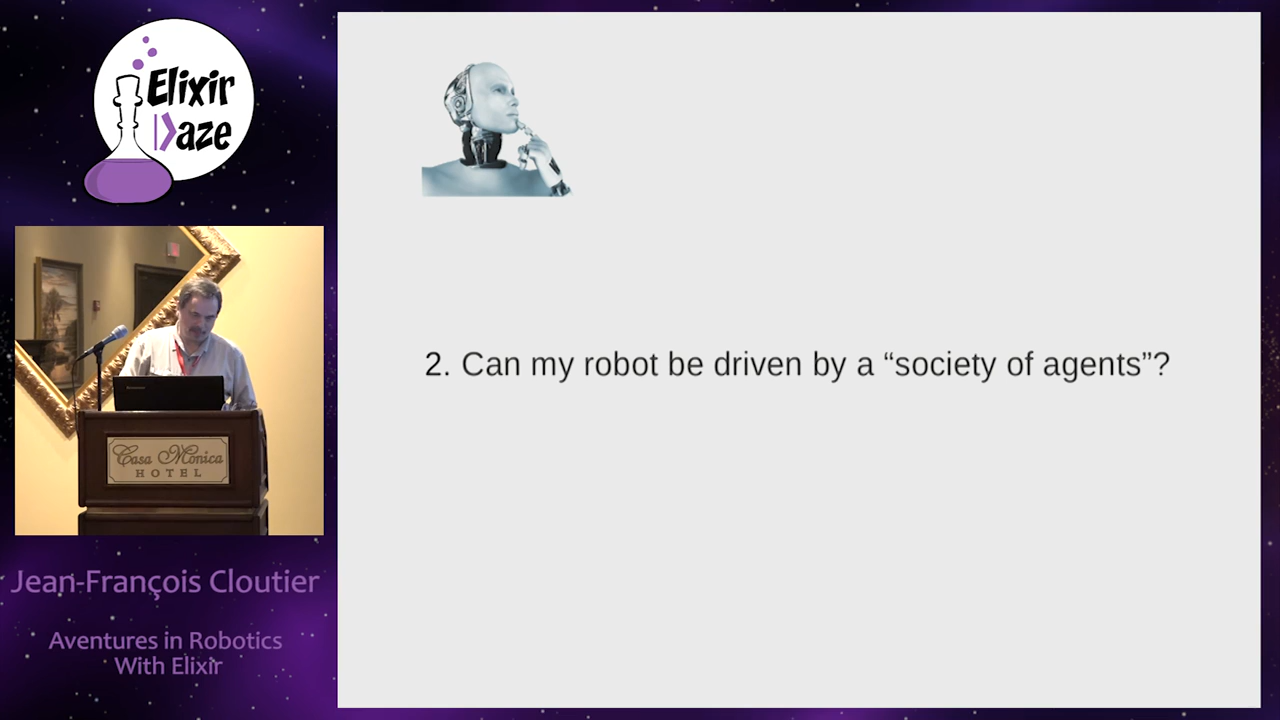 Elixir
Daze
Casa Monica
HOTEL
Jean-François Cloutier
Aventures in Robotics
With Elixir
2. Can my robot be driven by a “society of agents”?